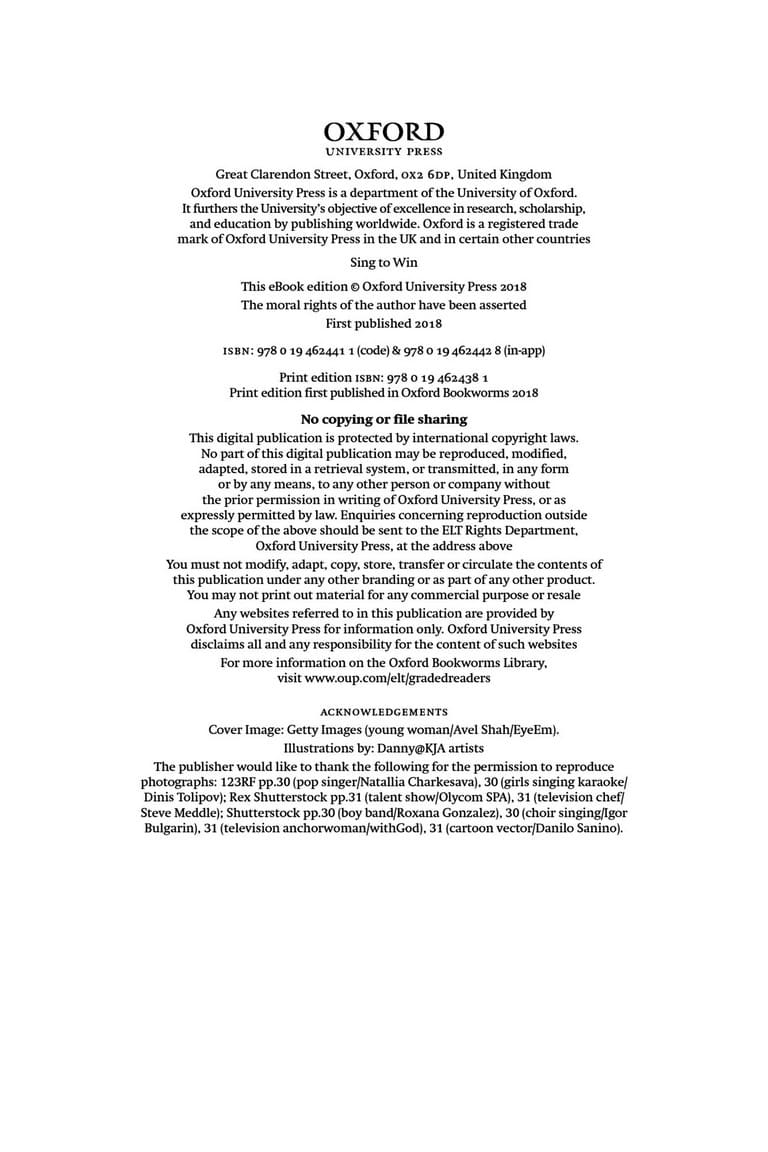 OXFORD
UNIVERSITY PRESS
Great Clarendon Street, Oxford, OX2 6DP, United Kingdom
Oxford University Press is a department of the University of Oxford.
It furthers the University's objective of excellence in research, scholarship,
and education by publishing worldwide. Oxford is a registered trade
mark of Oxford University Press in the UK and in certain other countries
Sing to Win
This eBook edition © Oxford University Press 2018
The moral rights of the author have been asserted
First published 2018
ISBN: 978 0 19 462441 1 (code) & 978 0 19 462442 8 (in-app)
Print edition ISBN: 978 0 19 462438 1
Print edition first published in Oxford Bookworms 2018
No copying or file sharing
This digital publication is protected by international copyright laws.
No part of this digital publication may be reproduced, modified,
adapted, stored in a retrieval system, or transmitted, in any form
or by any means, to any other person or company without
the prior permission in writing of Oxford University Press, or as
expressly permitted by law. Enquiries concerning reproduction outside
the scope of the above should be sent to the ELT Rights Department,
Oxford University Press, at the address above
You must not modify, adapt, copy, store, transfer or circulate the contents of
this publication under any other branding or as part of any other product.
You may not print out material for any commercial purpose or resale
Any websites referred to in this publication are provided by
Oxford University Press for information only. Oxford University Press
disclaims all and any responsibility for the content of such websites
For more information on the Oxford Bookworms Library,
visit www.oup.com/elt/gradedreaders
ACKNOWLEDGEMENTS
Cover Image: Getty Images (young woman/Avel Shah/EyeEm).
Illustrations by: Danny@KJA artists
The publisher would like to thank the following for the permission to reproduce
photographs: 123RF pp.30 (pop singer/Natallia Charkesava), 30 (girls singing karaoke/
Dinis Tolipov); Rex Shutterstock pp.31 (talent show/Olycom SPA), 31 (television chef/
Steve Meddle); Shutterstock pp.30 (boy band/Roxana Gonzalez), 30 (choir singing/Igor
Bulgarin), 31 (television anchorwoman/withGod), 31 (cartoon vector/Danilo Sanino).